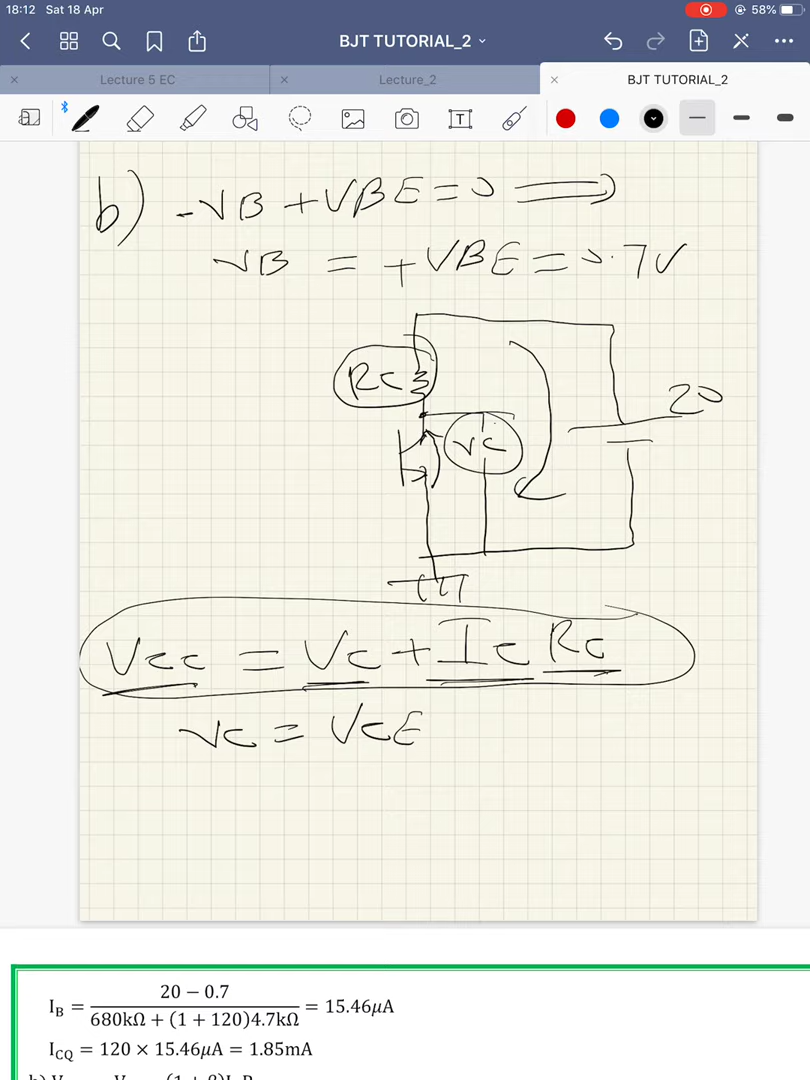 18:12 Sat 18 Apr 58%
BJT TUTORIAL_2
Lecture 5 EC Lecture_2 BJT TUTORIAL_2
b) -VB + VBE = 0 ⟹
VB = + VBE = 0.7V
RC
20
VC
VCC = VC + IC RC
VC = VCE
I_B = (20 − 0.7) / (680kΩ + (1 + 120)4.7kΩ) = 15.46μA
I_CQ = 120 × 15.46μA = 1.85mA